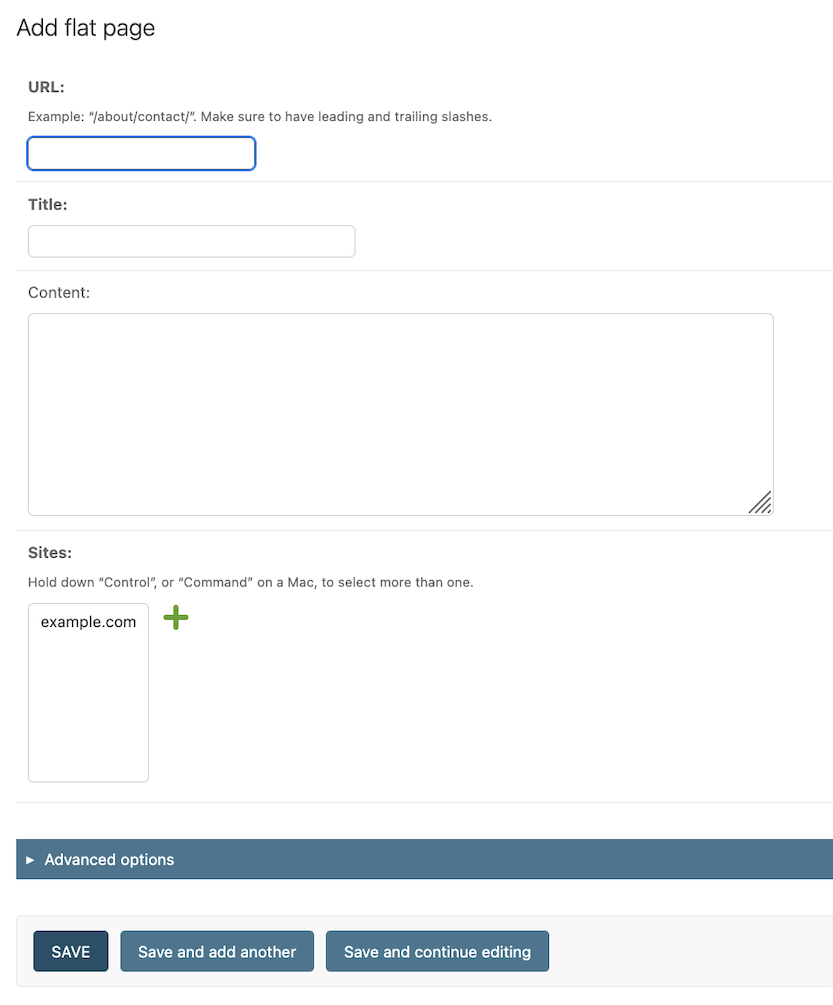 Add flat page
URL:
Example: “/about/contact/”. Make sure to have leading and trailing slashes.
Title:
Content:
Sites:
Hold down “Control”, or “Command” on a Mac, to select more than one.
example.com
Advanced options
SAVE
Save and add another
Save and continue editing